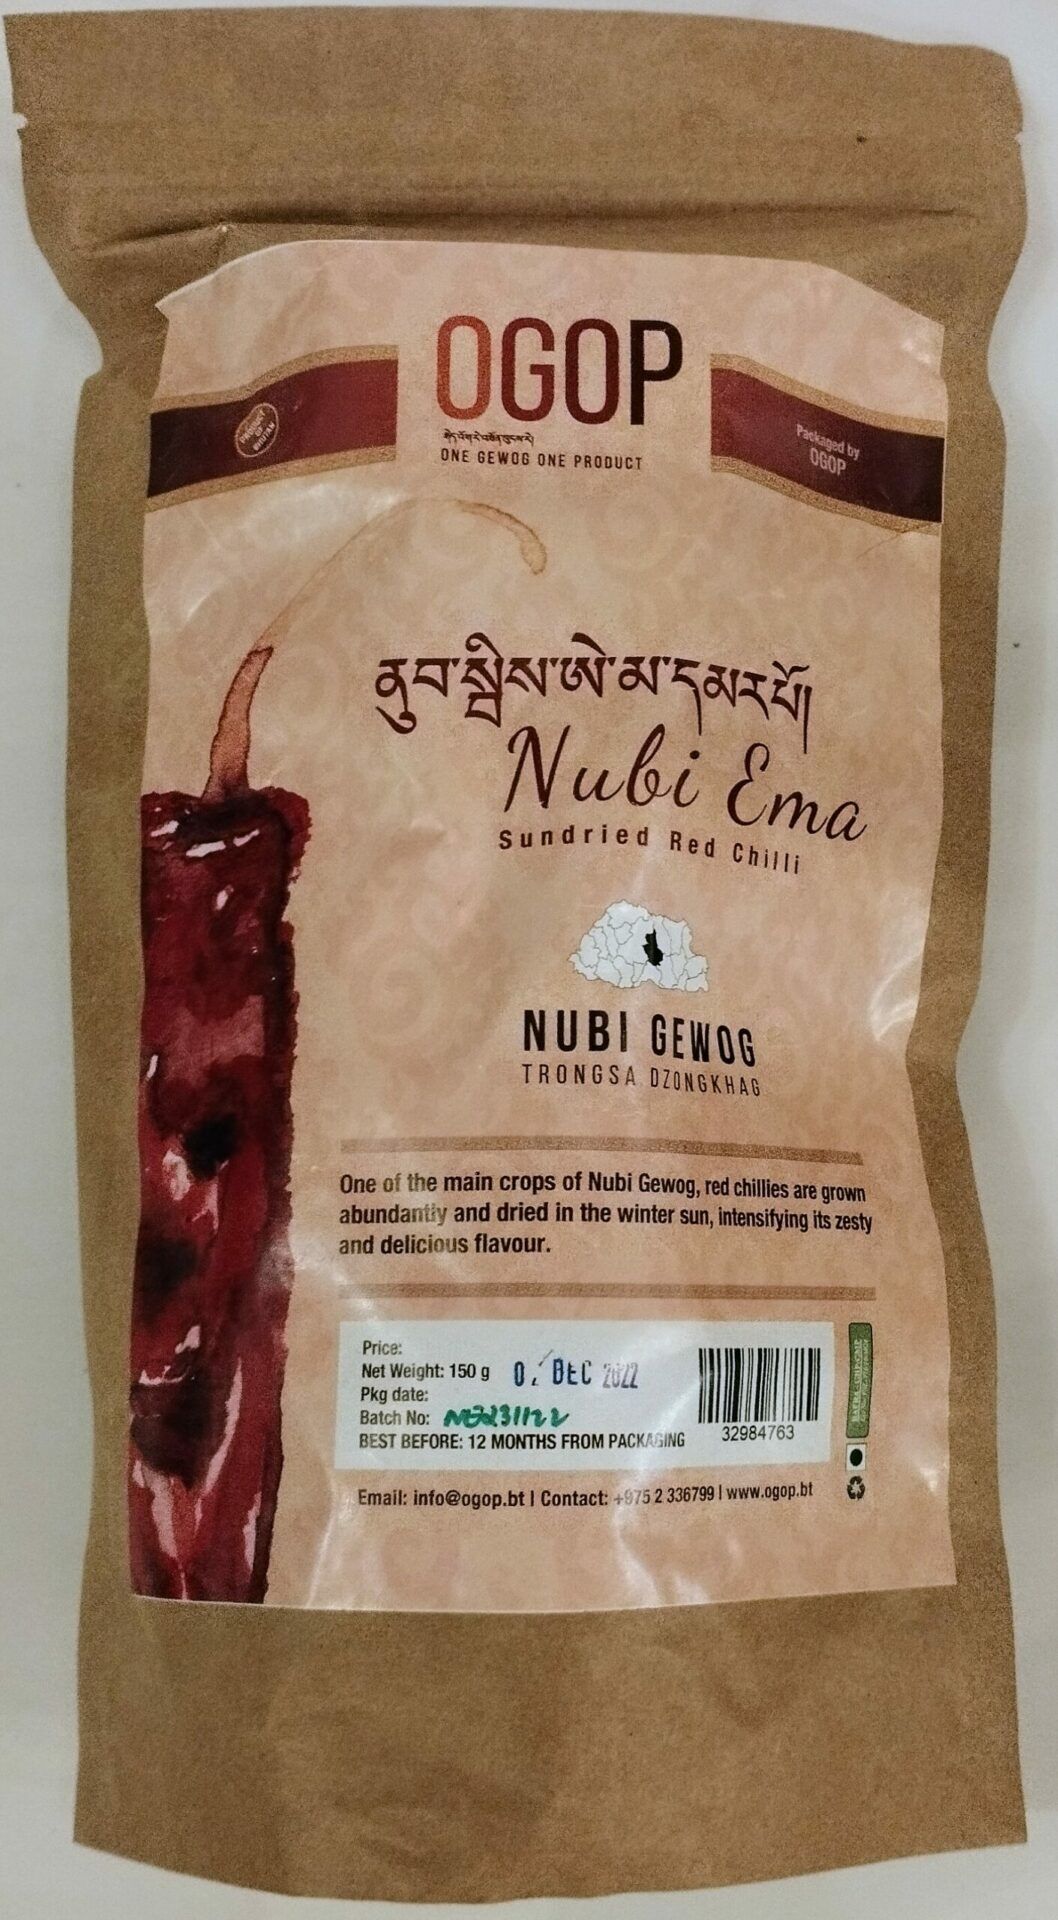 OGOP
ONE GEWOG ONE PRODUCT
PRODUCT
OF
BHUTAN
Packaged by
OGOP
ནུབ་སྦིས་ཨེ་མ་དམརཔོ།
Nubi Ema
Sundried Red Chilli
NUBI GEWOG
TRONGSA DZONGKHAG
One of the main crops of Nubi Gewog, red chillies are grown
abundantly and dried in the winter sun, intensifying its zesty
and delicious flavour.
Price:
Net Weight: 150 g
DEC 2022
Pkg date:
Batch No:
BEST BEFORE: 12 MONTHS FROM PACKAGING
32984763
Email: info@ogop.bt | Contact: +975 2 336799 | www.ogop.bt